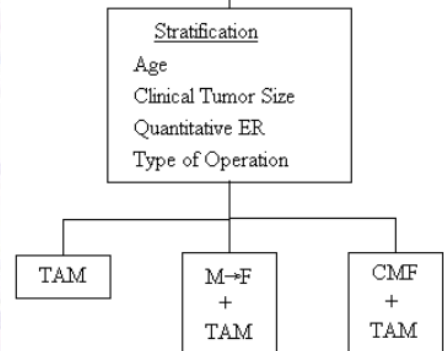 Stratification
Age
Clinical Tumor Size
Quantitative ER
Type of Operation
TAM
M→F
+
TAM
CMF
+
TAM